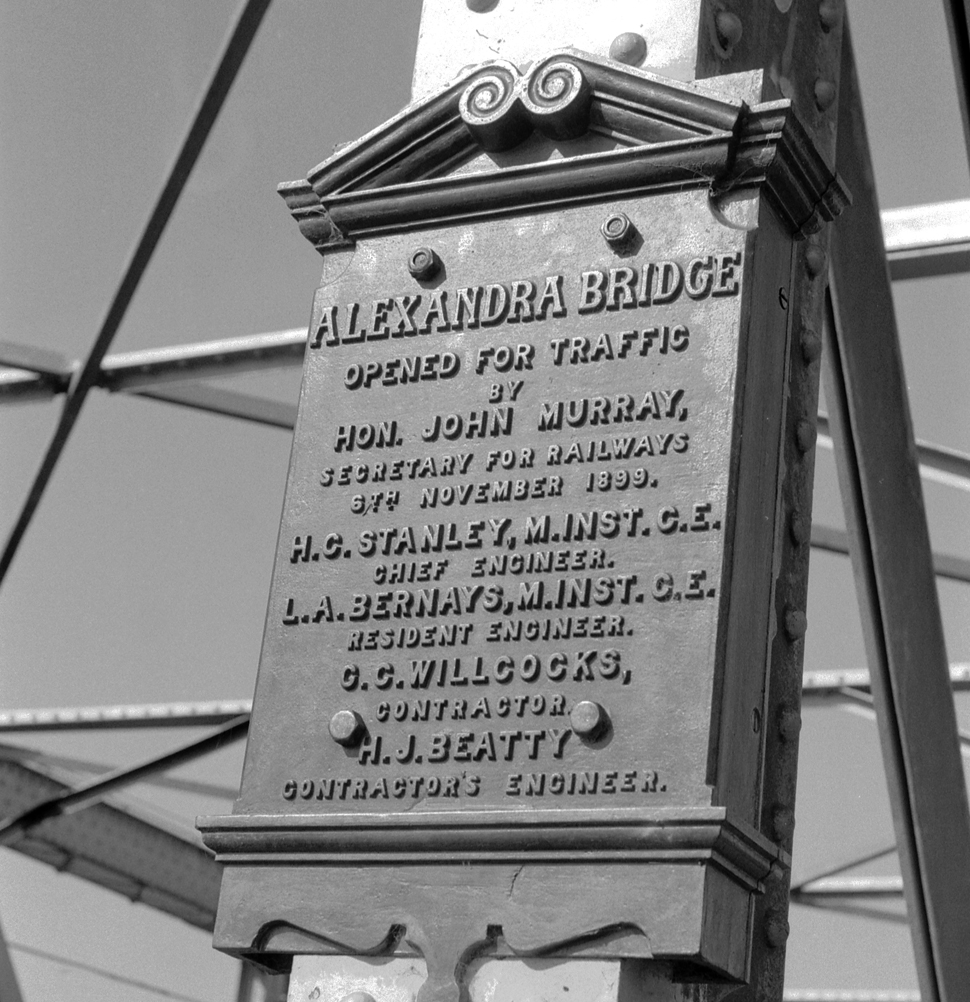 ALEXANDRA BRIDGE
OPENED FOR TRAFFIC
BY
HON. JOHN MURRAY,
SECRETARY FOR RAILWAYS
6TH NOVEMBER 1899.
H.C. STANLEY, M.INST. C.E.
CHIEF ENGINEER.
L.A. BERNAYS, M.INST. C.E.
RESIDENT ENGINEER.
G.C. WILLCOCKS,
CONTRACTOR.
H.J. BEATTY
CONTRACTOR'S ENGINEER.